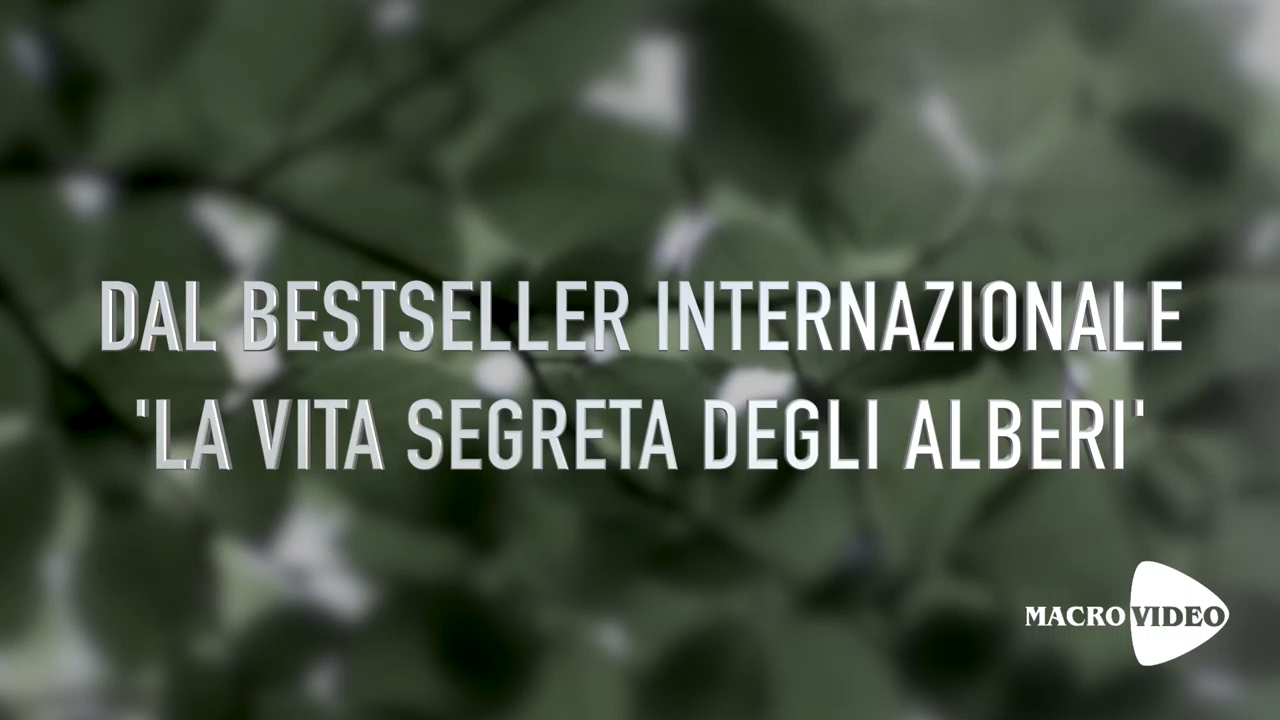 DAL BESTSELLER INTERNAZIONALE
'LA VITA SEGRETA DEGLI ALBERI'
MACRO VIDEO